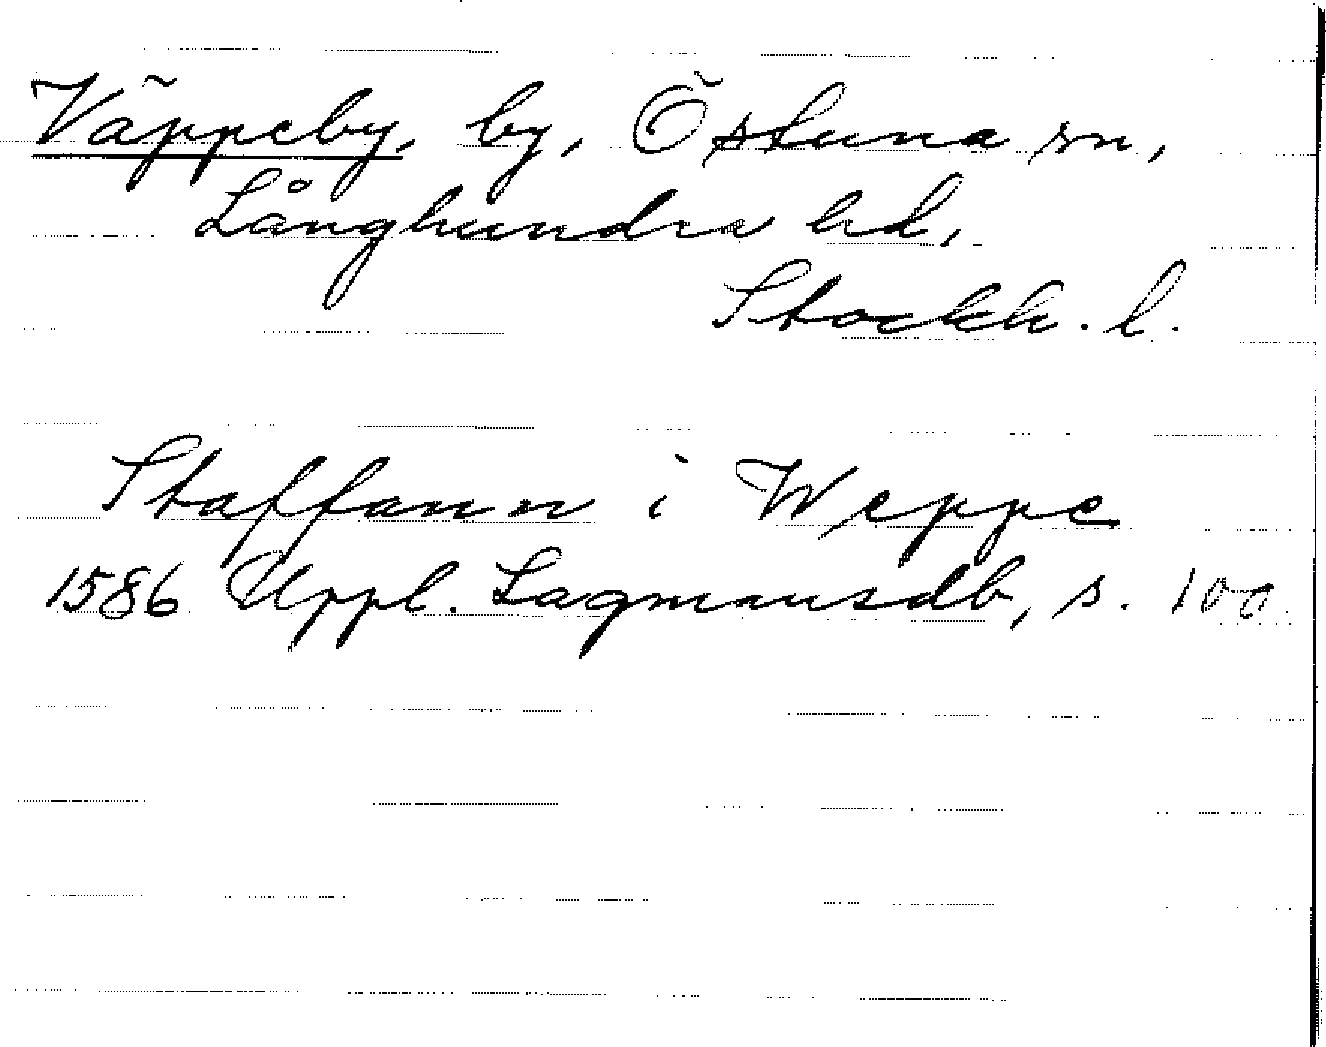 Väppeby, by, Östuna sn,
Långhundra hd,
Stockh. l.
Staffann i Weppe
1586 Uppl. Lagmansdb, s. 100.